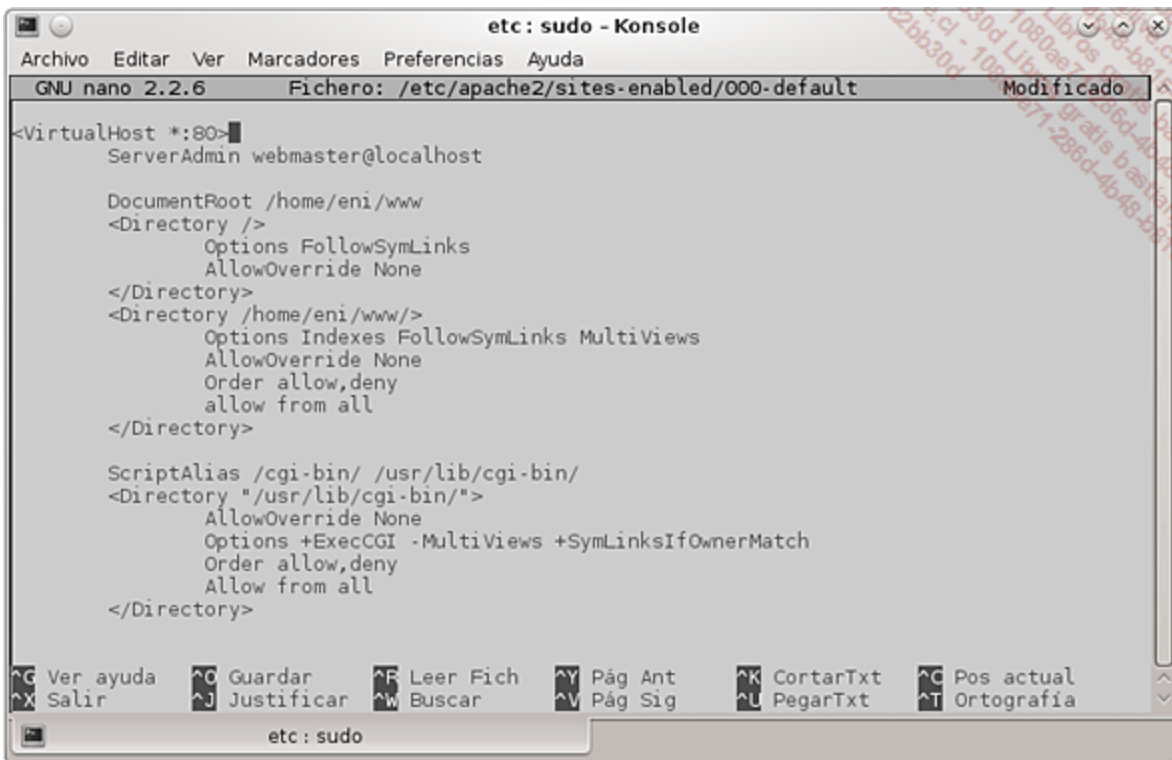 etc : sudo – Konsole
Archivo Editar Ver Marcadores Preferencias Ayuda
GNU nano 2.2.6 Fichero: /etc/apache2/sites-enabled/000-default Modificado
<VirtualHost *:80>
ServerAdmin webmaster@localhost
DocumentRoot /home/eni/www
<Directory />
Options FollowSymLinks
AllowOverride None
</Directory>
<Directory /home/eni/www/>
Options Indexes FollowSymLinks MultiViews
AllowOverride None
Order allow,deny
allow from all
</Directory>
ScriptAlias /cgi-bin/ /usr/lib/cgi-bin/
<Directory "/usr/lib/cgi-bin/">
AllowOverride None
Options +ExecCGI -MultiViews +SymLinksIfOwnerMatch
Order allow,deny
Allow from all
</Directory>
^G Ver ayuda ^O Guardar ^R Leer Fich ^Y Pág Ant ^K CortarTxt ^C Pos actual
^X Salir ^J Justificar ^W Buscar ^V Pág Sig ^U PegarTxt ^T Ortografía
etc : sudo